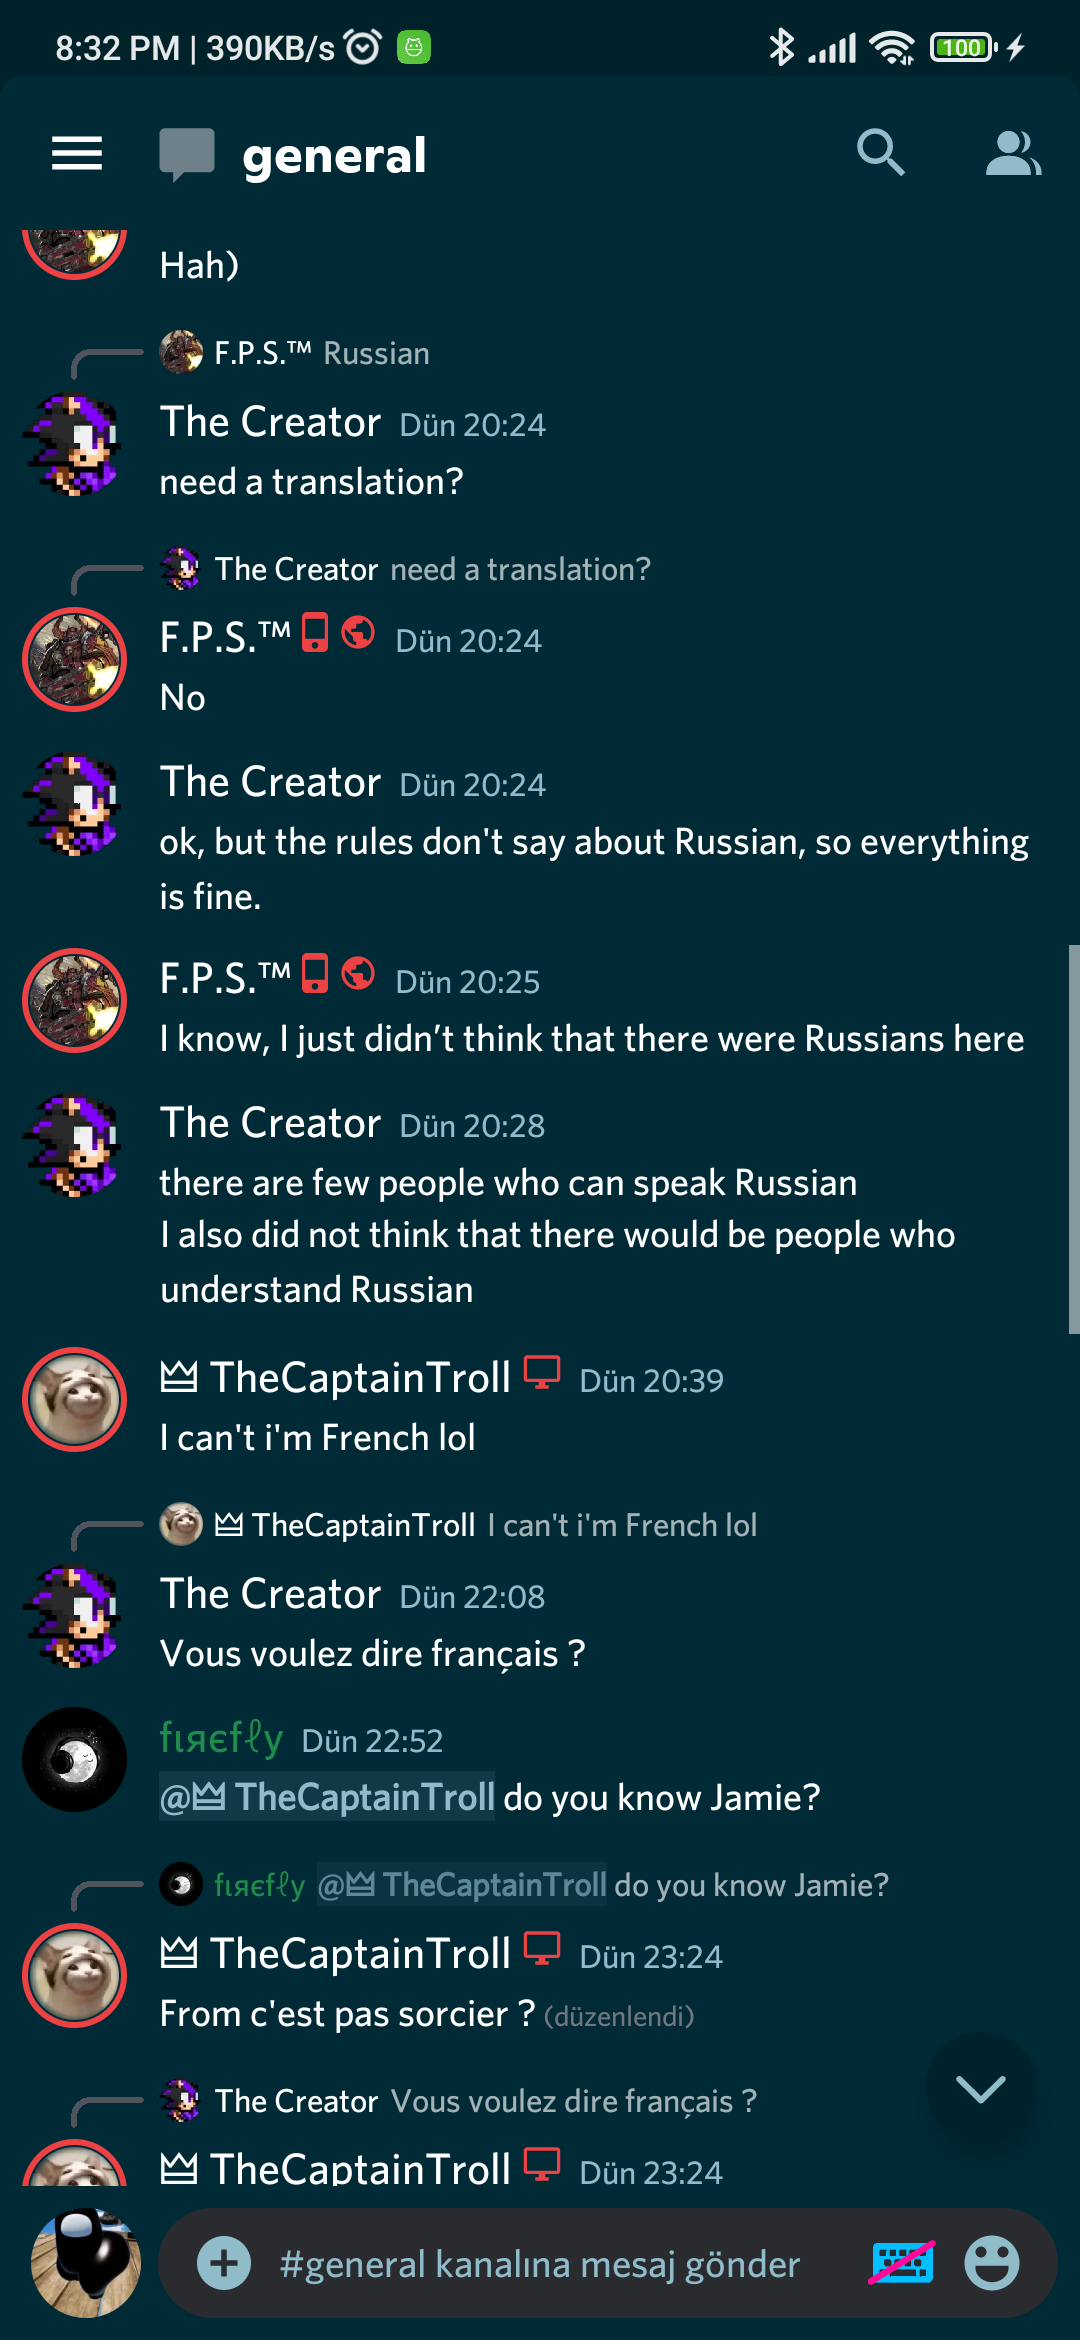 8:32 PM | 390KB/s
100
general
Hah)
F.P.S.™ Russian
The Creator Dün 20:24
need a translation?
The Creator need a translation?
F.P.S.™ Dün 20:24
No
The Creator Dün 20:24
ok, but the rules don't say about Russian, so everything
is fine.
F.P.S.™ Dün 20:25
I know, I just didn’t think that there were Russians here
The Creator Dün 20:28
there are few people who can speak Russian
I also did not think that there would be people who
understand Russian
TheCaptainTroll Dün 20:39
I can't i'm French lol
TheCaptainTroll I can't i'm French lol
The Creator Dün 22:08
Vous voulez dire français ?
fιяєfℓy Dün 22:52
@ TheCaptainTroll do you know Jamie?
fιяєfℓy @ TheCaptainTroll do you know Jamie?
TheCaptainTroll Dün 23:24
From c'est pas sorcier ? (düzenlendi)
The Creator Vous voulez dire français ?
TheCaptainTroll Dün 23:24
#general kanalına mesaj gönder